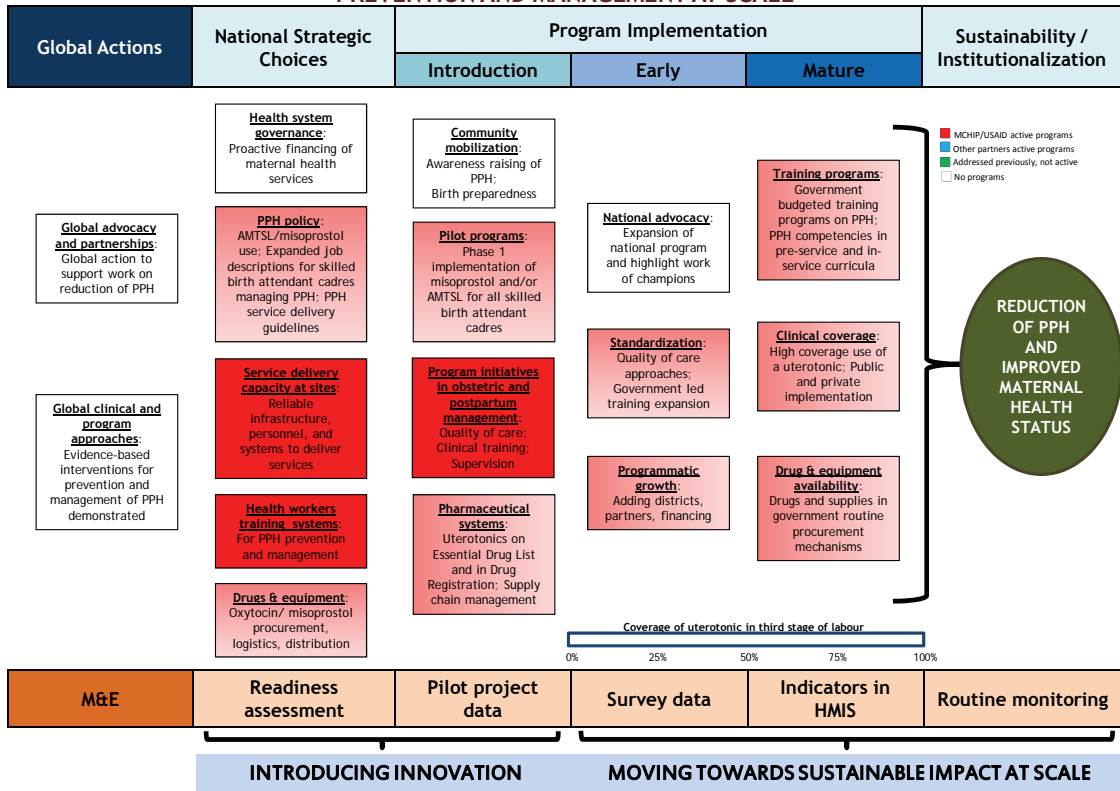 PREVENTION AND MANAGEMENT AT SCALE
Global Actions
National Strategic
Choices
Program Implementation
Introduction
Early
Mature
Sustainability /
Institutionalization
Global advocacy
and partnerships:
Global action to
support work on
reduction of PPH
Global clinical and
program
approaches:
Evidence-based
interventions for
prevention and
management of PPH
demonstrated
Health system
governance:
Proactive financing of
maternal health
services
PPH policy:
AMTSL/misoprostol
use; Expanded job
descriptions for skilled
birth attendant cadres
managing PPH; PPH
service delivery
guidelines
Service delivery
capacity at sites:
Reliable
infrastructure,
personnel, and
systems to deliver
services
Health workers
training systems:
For PPH prevention
and management
Drugs & equipment:
Oxytocin/ misoprostol
procurement,
logistics, distribution
Community
mobilization:
Awareness raising of
PPH;
Birth preparedness
Pilot programs:
Phase 1
implementation of
misoprostol and/or
AMTSL for all skilled
birth attendant
cadres
Program initiatives
in obstetric and
postpartum
management:
Quality of care;
Clinical training;
Supervision
Pharmaceutical
systems:
Uterotonics on
Essential Drug List
and in Drug
Registration; Supply
chain management
National advocacy:
Expansion of
national program
and highlight work
of champions
Standardization:
Quality of care
approaches;
Government led
training expansion
Programmatic
growth:
Adding districts,
partners, financing
Training programs:
Government
budgeted training
programs on PPH;
PPH competencies in
pre-service and in-
service curricula
Clinical coverage:
High coverage use of
a uterotonic; Public
and private
implementation
Drug & equipment
availability:
Drugs and supplies in
government routine
procurement
mechanisms
MCHIP/USAID active programs
Other partners active programs
Addressed previously, not active
No programs
REDUCTION
OF PPH
AND
IMPROVED
MATERNAL
HEALTH
STATUS
Coverage of uterotonic in third stage of labour
0% 25% 50% 75% 100%
M&E
Readiness
assessment
Pilot project
data
Survey data
Indicators in
HMIS
Routine monitoring
INTRODUCING INNOVATION
MOVING TOWARDS SUSTAINABLE IMPACT AT SCALE